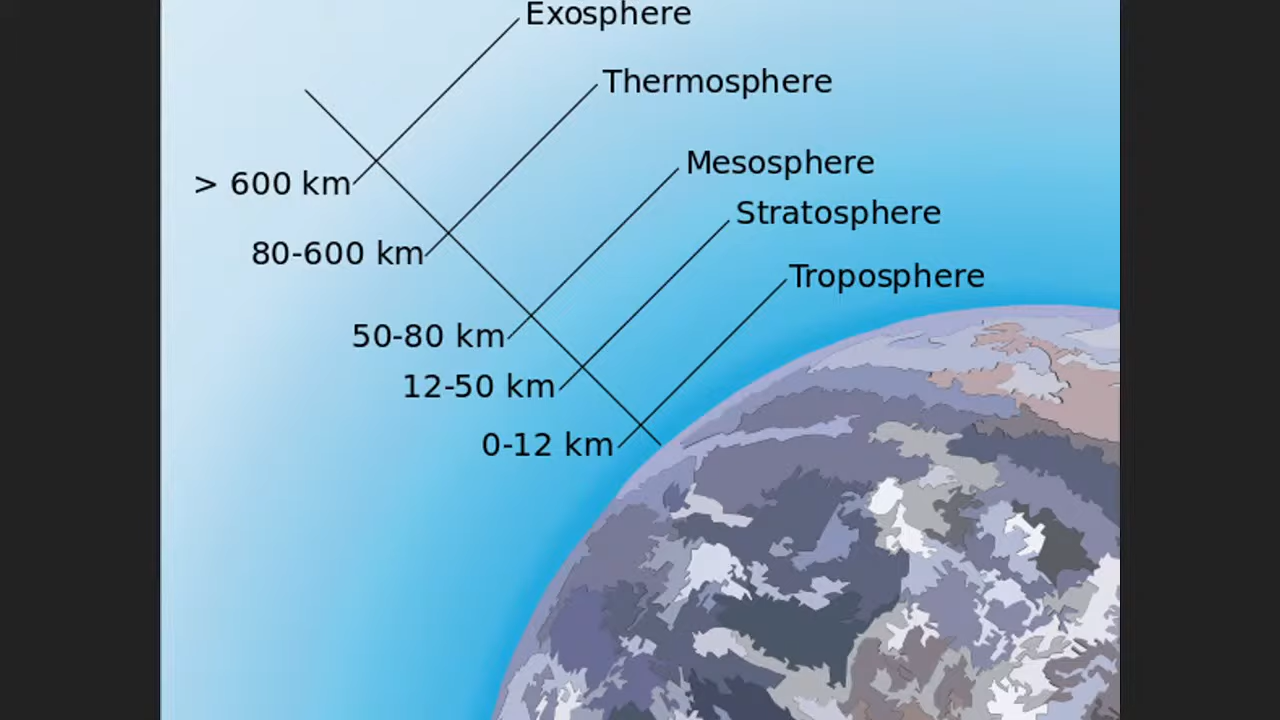 Exosphere
Thermosphere
Mesosphere
> 600 km
Stratosphere
80-600 km
Troposphere
50-80 km
12-50 km
0-12 km